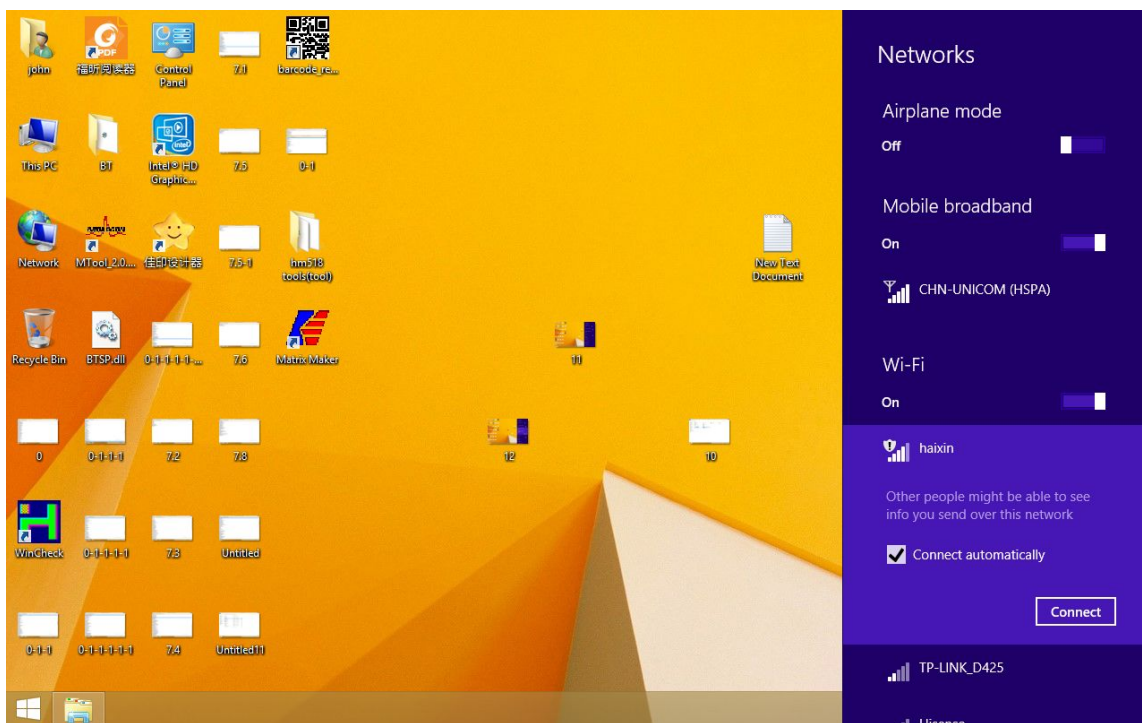 john
福昕阅读器
Control
Panel
7.1
barcode_re...
PDF
This PC
BT
Intel® HD
Graphic...
7.5
0-1
intel
Network
MTool_2.0....
佳印设计器
7.5-1
hm518
tools(tool)
New Text
Document
Recycle Bin
BTSP.dll
0-1-1-1-1-...
7.6
Matrix Maker
11
0
0-1-1-1
7.2
7.8
12
10
WinCheck
0-1-1-1-1
7.3
Untitled
0-1-1
0-1-1-1-1-1
7.4
Untitled11
Networks
Airplane mode
Off
Mobile broadband
On
CHN-UNICOM (HSPA)
Wi-Fi
On
haixin
Other people might be able to see
info you send over this network
Connect automatically
Connect
TP-LINK_D425